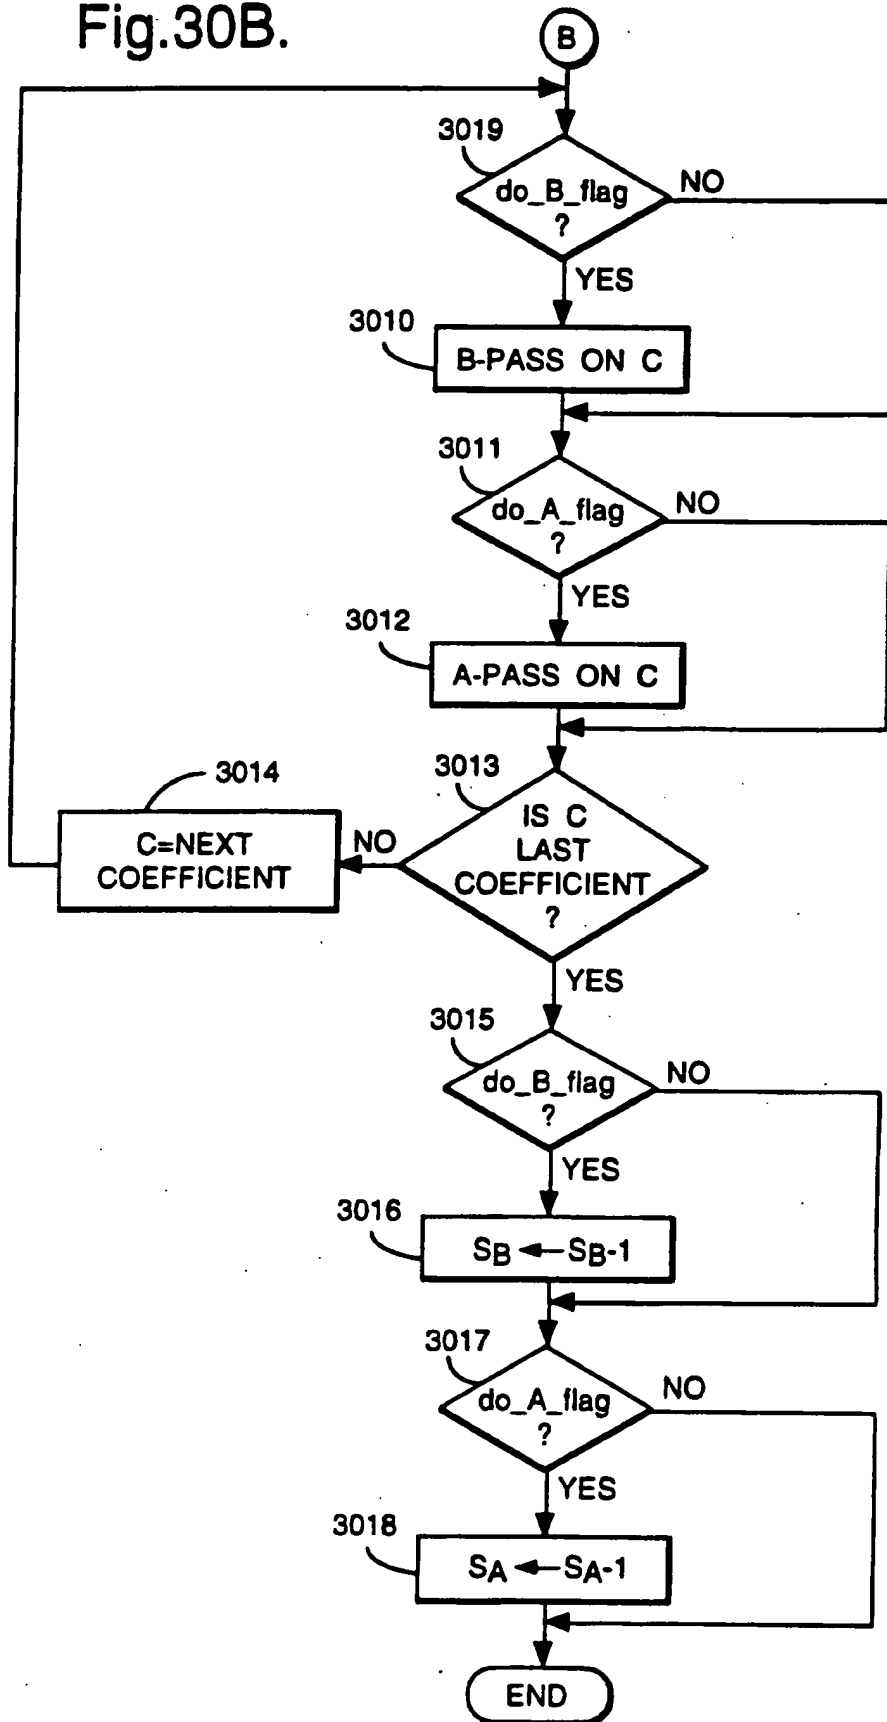 Fig.30B.
B
3019
do_B_flag
?
NO
YES
3010
B-PASS ON C
3011
do_A_flag
?
NO
YES
3012
A-PASS ON C
3013
IS C
LAST
COEFFICIENT
?
NO
3014
C=NEXT
COEFFICIENT
YES
3015
do_B_flag
?
NO
YES
3016
SB ← SB-1
3017
do_A_flag
?
NO
YES
3018
SA ← SA-1
END